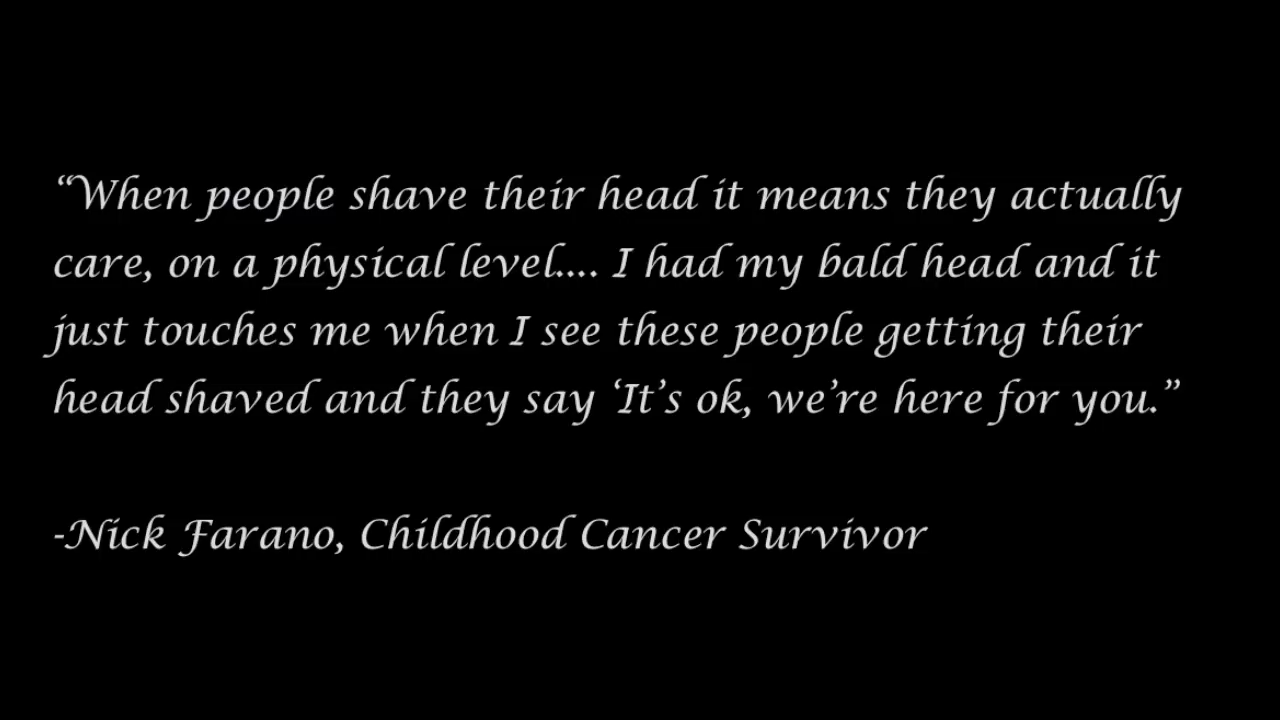 “When people shave their head it means they actually
care, on a physical level.... I had my bald head and it
just touches me when I see these people getting their
head shaved and they say ‘It’s ok, we’re here for you.”
-Nick Farano, Childhood Cancer Survivor